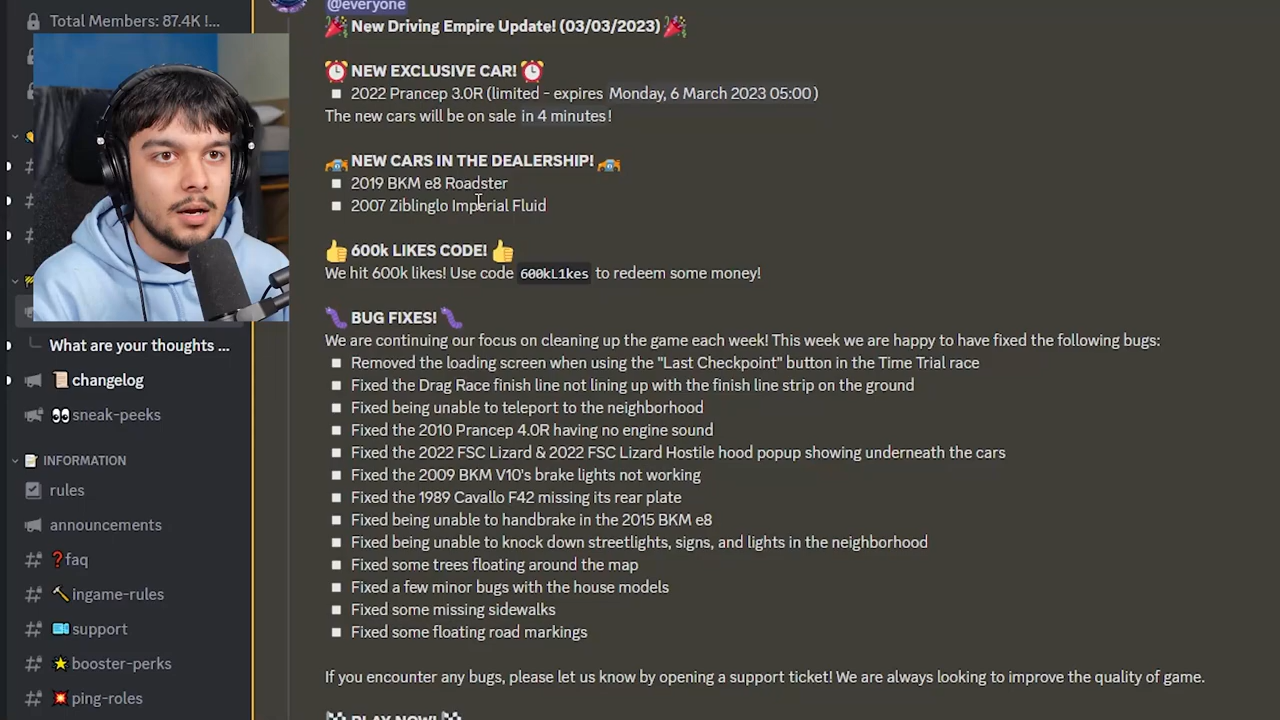 Total Members: 87.4K !...
What are your thoughts ...
changelog
sneak-peeks
INFORMATION
rules
announcements
faq
ingame-rules
support
booster-perks
ping-roles
@everyone
New Driving Empire Update! (03/03/2023)
NEW EXCLUSIVE CAR!
2022 Prancep 3.0R (limited - expires Monday, 6 March 2023 05:00)
The new cars will be on sale in 4 minutes!
NEW CARS IN THE DEALERSHIP!
2019 BKM e8 Roadster
2007 Ziblinglo Imperial Fluid
600k LIKES CODE!
We hit 600k likes! Use code 600kL1kes to redeem some money!
BUG FIXES!
We are continuing our focus on cleaning up the game each week! This week we are happy to have fixed the following bugs:
Removed the loading screen when using the "Last Checkpoint" button in the Time Trial race
Fixed the Drag Race finish line not lining up with the finish line strip on the ground
Fixed being unable to teleport to the neighborhood
Fixed the 2010 Prancep 4.0R having no engine sound
Fixed the 2022 FSC Lizard & 2022 FSC Lizard Hostile hood popup showing underneath the cars
Fixed the 2009 BKM V10's brake lights not working
Fixed the 1989 Cavallo F42 missing its rear plate
Fixed being unable to handbrake in the 2015 BKM e8
Fixed being unable to knock down streetlights, signs, and lights in the neighborhood
Fixed some trees floating around the map
Fixed a few minor bugs with the house models
Fixed some missing sidewalks
Fixed some floating road markings
If you encounter any bugs, please let us know by opening a support ticket! We are always looking to improve the quality of game.
PLAY NOW!